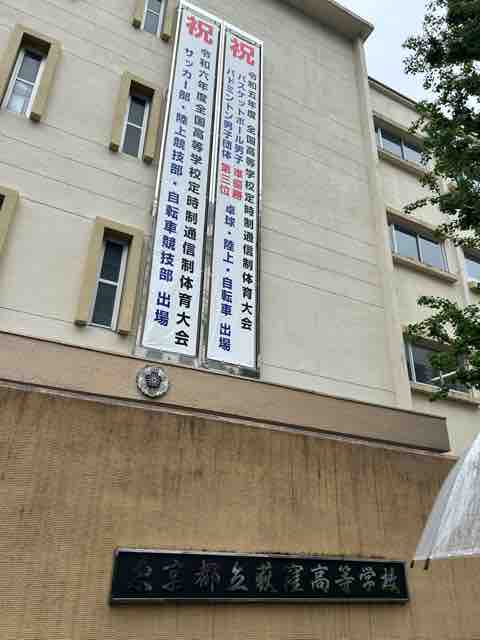 祝
令和五年度 全国高等学校定時制通信制体育大会
バスケットボール男子 準優勝
バドミントン男子団体 第三位
卓球・陸上・自転車 出場
祝
令和六年度 全国高等学校定時制通信制体育大会
サッカー部・陸上競技部・自転車競技部 出場
東京都立荻窪高等学校